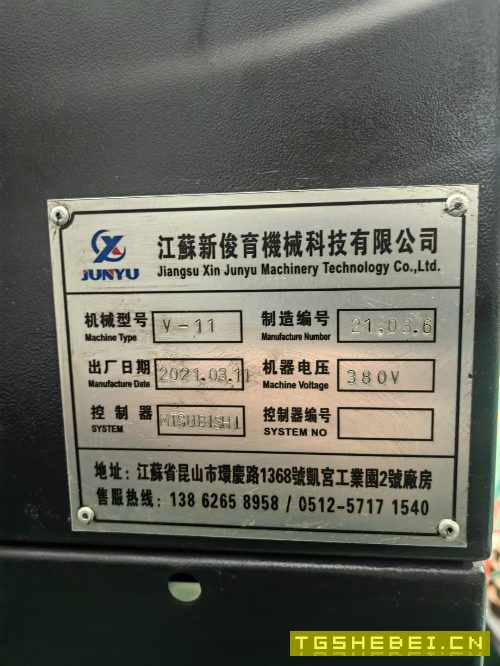 JUNYU
江蘇新俊育機械科技有限公司
Jiangsu Xin Junyu Machinery Technology Co.,Ltd.
机械型号 V-11 制造编号 21.03.6
Machine Type Manufacture Number
出厂日期 2021.03.11 机器电压 380V
Manufacture Date Machine Voltage
控制器 MISUBISHI 控制器编号
SYSTEM SYSTEM NO
地址: 江蘇省昆山市環慶路1368號凱宮工業園2號廠房
售服热线: 138 6265 8958 / 0512-5717 1540
TGSHEBEI.CN